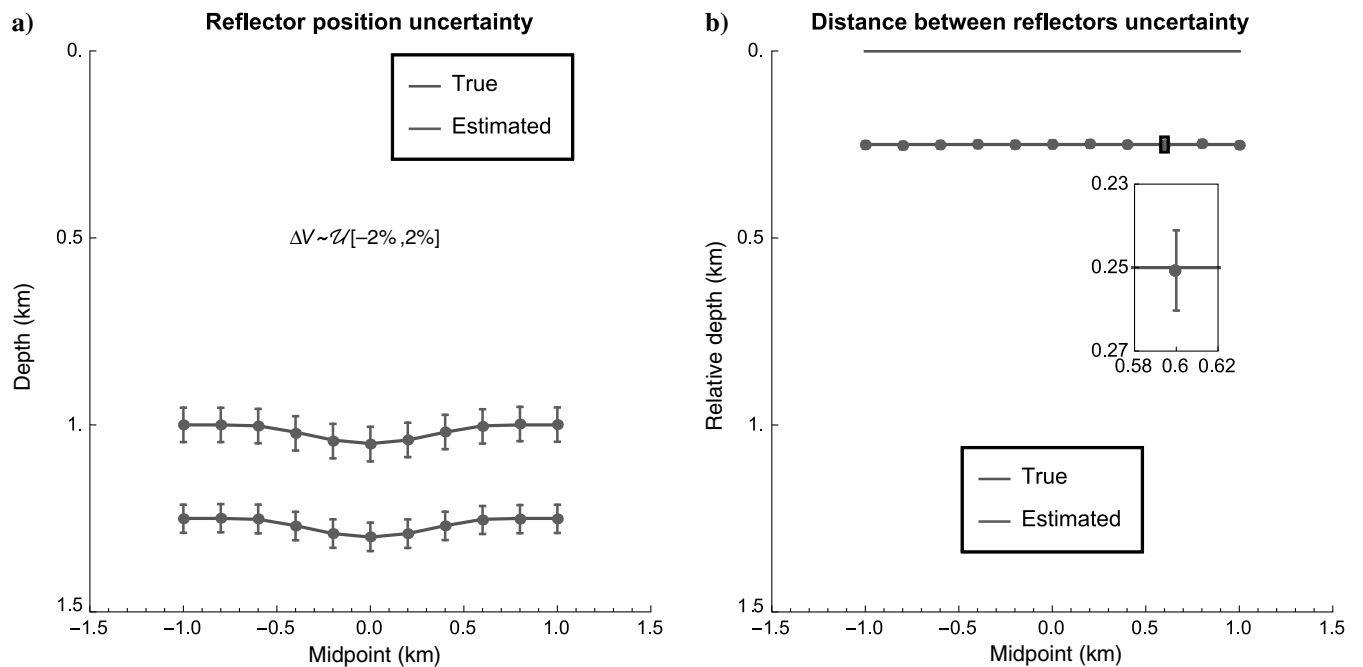 a)
Reflector position uncertainty
0.
0.5
1.
1.5
Depth (km)
True
Estimated
ΔV~𝒰[−2% ,2%]
−1.5 −1.0 −0.5 0.0 0.5 1.0 1.5
Midpoint (km)
b)
Distance between reflectors uncertainty
0.
0.5
1.
1.5
Relative depth (km)
0.23
0.25
0.27
0.58 0.6 0.62
True
Estimated
−1.5 −1.0 −0.5 0.0 0.5 1.0 1.5
Midpoint (km)